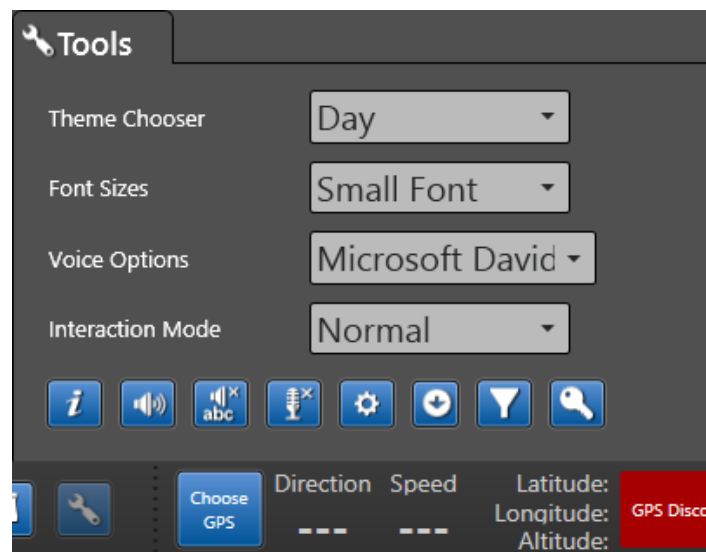 Tools
Theme Chooser Day
Font Sizes Small Font
Voice Options Microsoft David
Interaction Mode Normal
i abc
Choose GPS
Direction Speed
--- ---
Latitude:
Longitude:
Altitude:
GPS